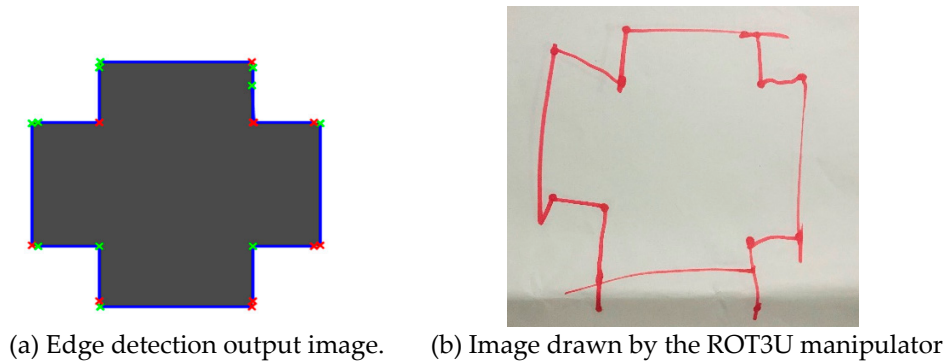 (a) Edge detection output image.
(b) Image drawn by the ROT3U manipulator